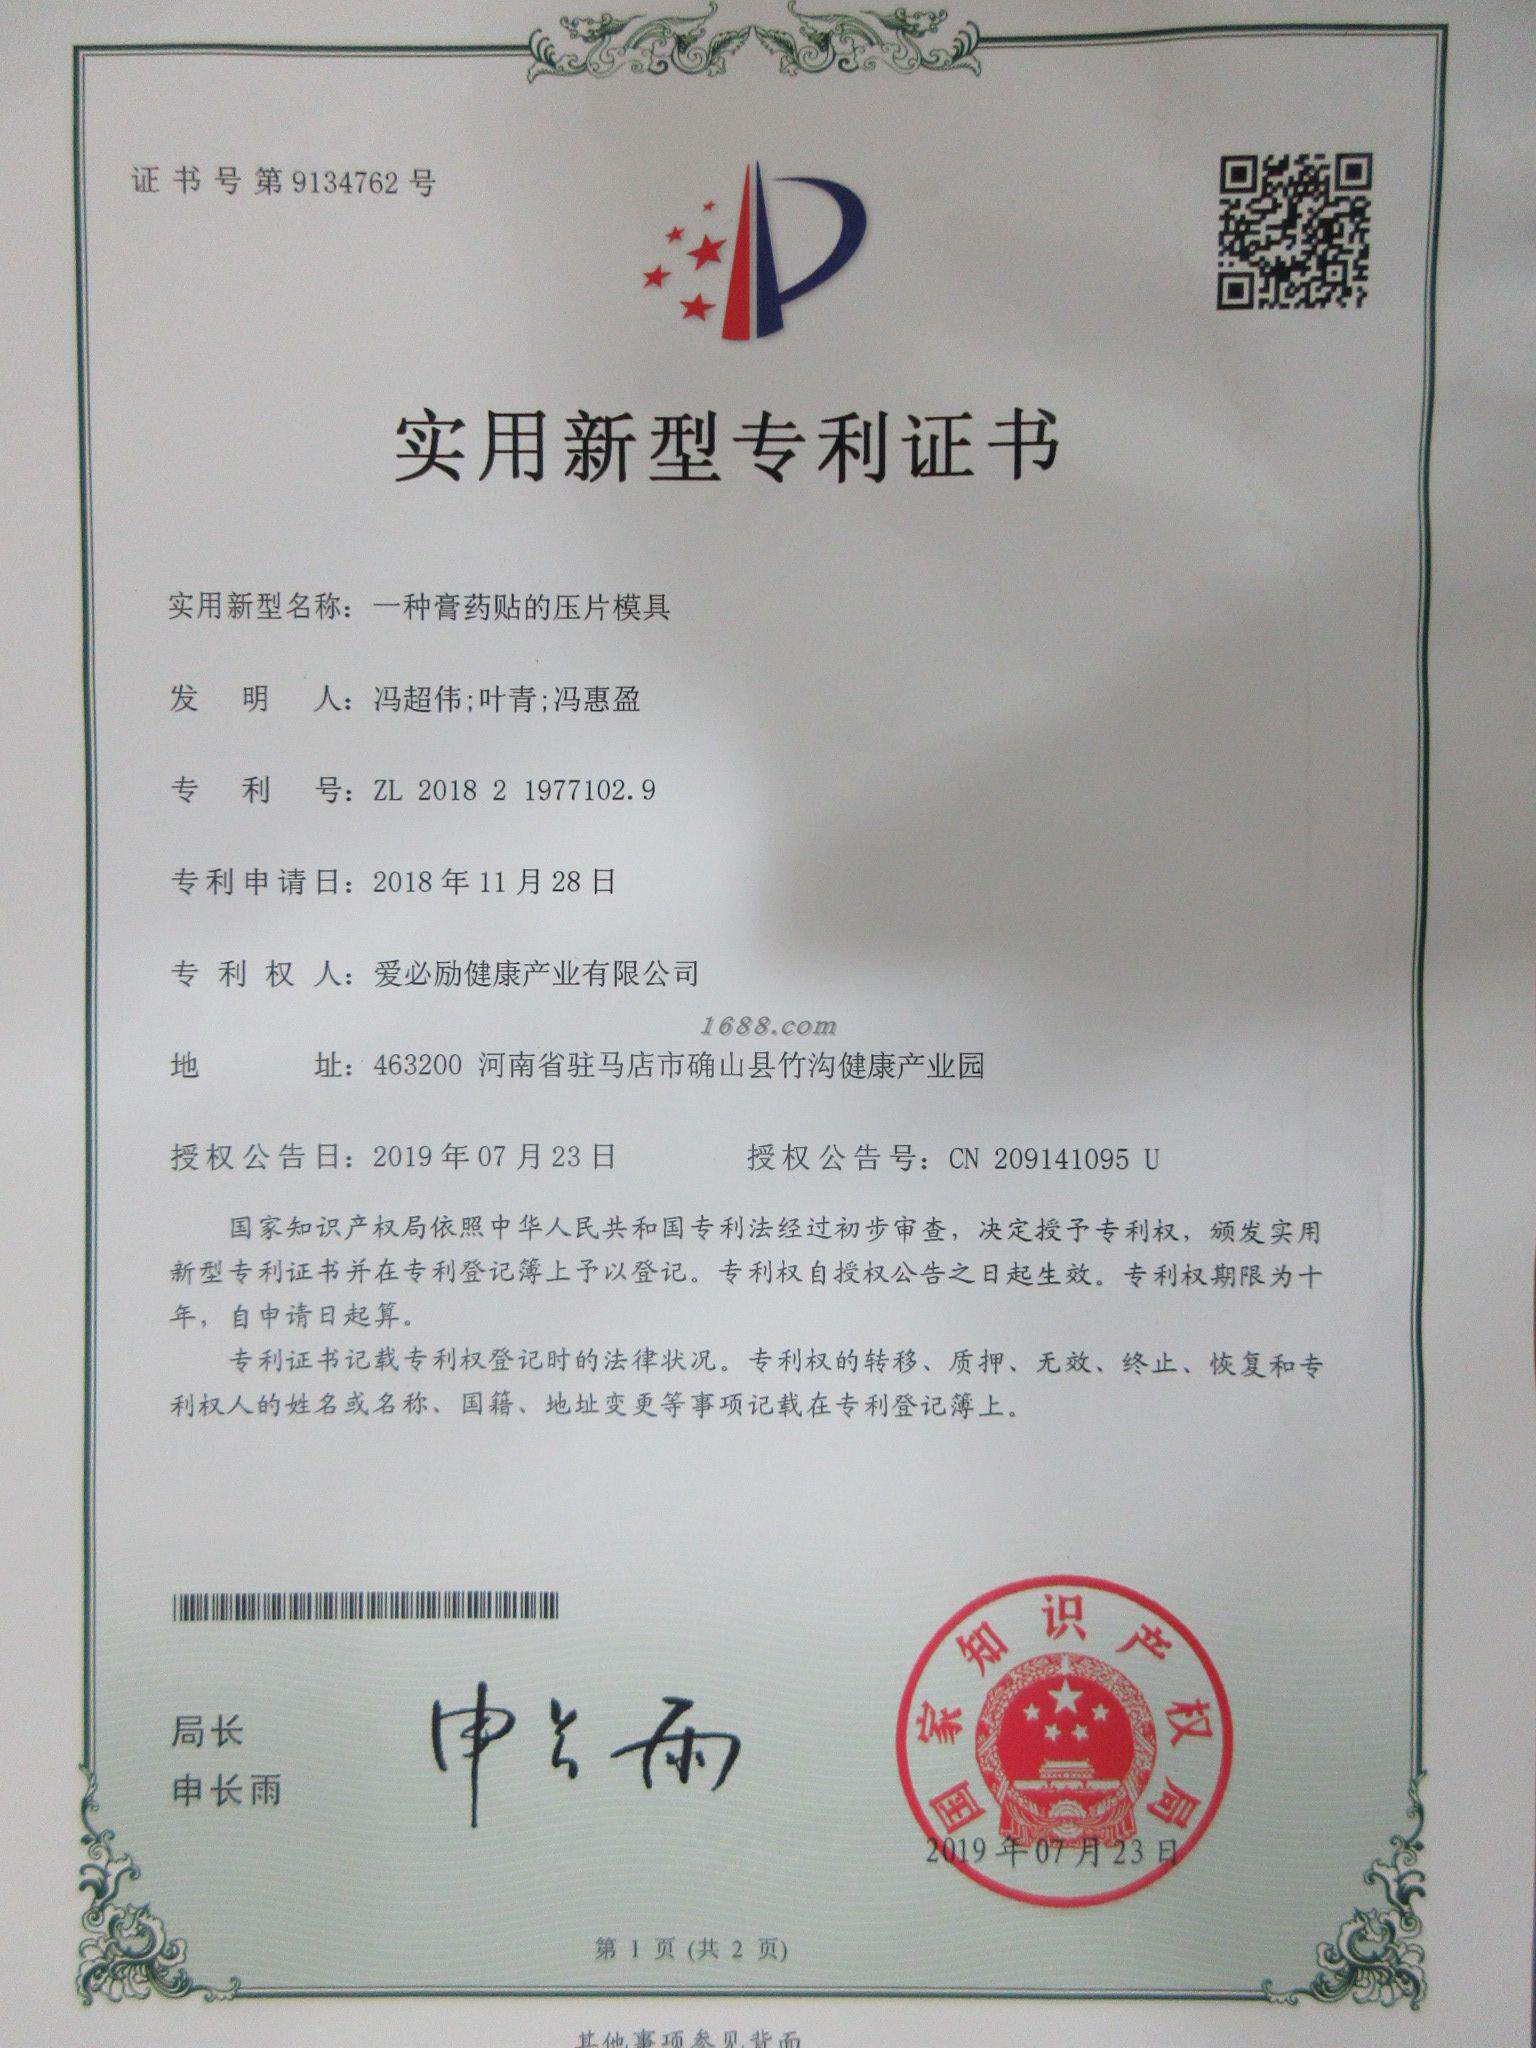 证书号第9134762号
实用新型专利证书
实用新型名称：一种膏药贴的压片模具
发明人：冯超伟;叶青;冯惠盈
专利号：ZL 2018 2 1977102.9
专利申请日：2018年11月28日
专利权人：爱必励健康产业有限公司
1688.com
地址：463200 河南省驻马店市确山县竹沟健康产业园
授权公告日：2019年07月23日 授权公告号：CN 209141095 U
国家知识产权局依照中华人民共和国专利法经过初步审查，决定授予专利权，颁发实用
新型专利证书并在专利登记簿上予以登记。专利权自授权公告之日起生效。专利权期限为十
年，自申请日起算。
专利证书记载专利权登记时的法律状况。专利权的转移、质押、无效、终止、恢复和专
利权人的姓名或名称、国籍、地址变更等事项记载在专利登记簿上。
局长
申长雨
申长雨
国家知识产权局
2019年07月23日
第 1 页 (共 2 页)
其他事项参见背面